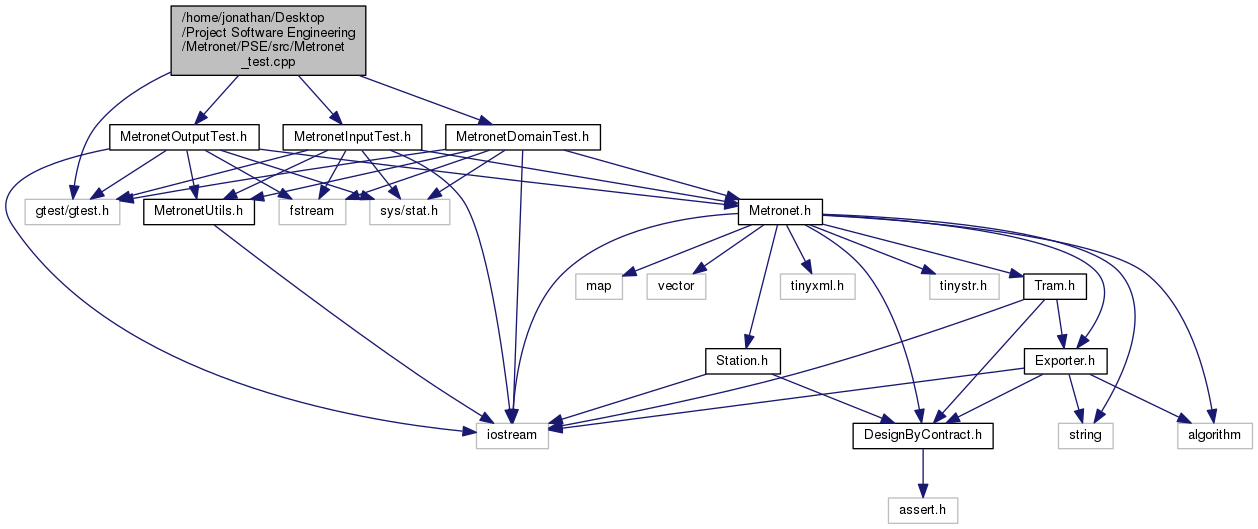 /home/jonathan/Desktop
/Project Software Engineering
/Metronet/PSE/src/Metronet
_test.cpp
MetronetOutputTest.h
MetronetInputTest.h
MetronetDomainTest.h
gtest/gtest.h
MetronetUtils.h
fstream
sys/stat.h
Metronet.h
map
vector
tinyxml.h
tinystr.h
Tram.h
Station.h
Exporter.h
iostream
DesignByContract.h
string
algorithm
assert.h